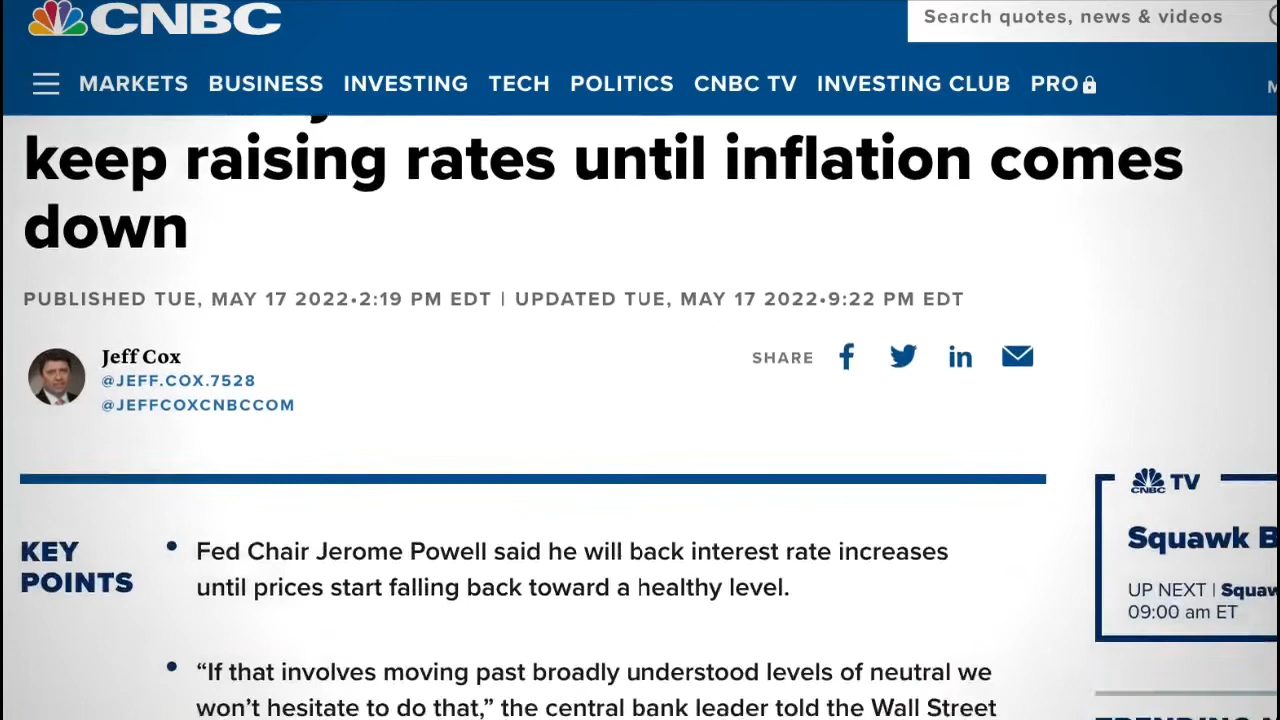 CNBC
Search quotes, news & videos
MARKETS BUSINESS INVESTING TECH POLITICS CNBC TV INVESTING CLUB PRO
keep raising rates until inflation comes
down
PUBLISHED TUE, MAY 17 2022•2:19 PM EDT | UPDATED TUE, MAY 17 2022•9:22 PM EDT
Jeff Cox
@JEFF.COX.7528
@JEFFCOXCNBCCOM
SHARE
KEY
POINTS
• Fed Chair Jerome Powell said he will back interest rate increases
until prices start falling back toward a healthy level.
• “If that involves moving past broadly understood levels of neutral we
won’t hesitate to do that,” the central bank leader told the Wall Street
CNBC TV
Squawk B
UP NEXT | Squaw
09:00 am ET